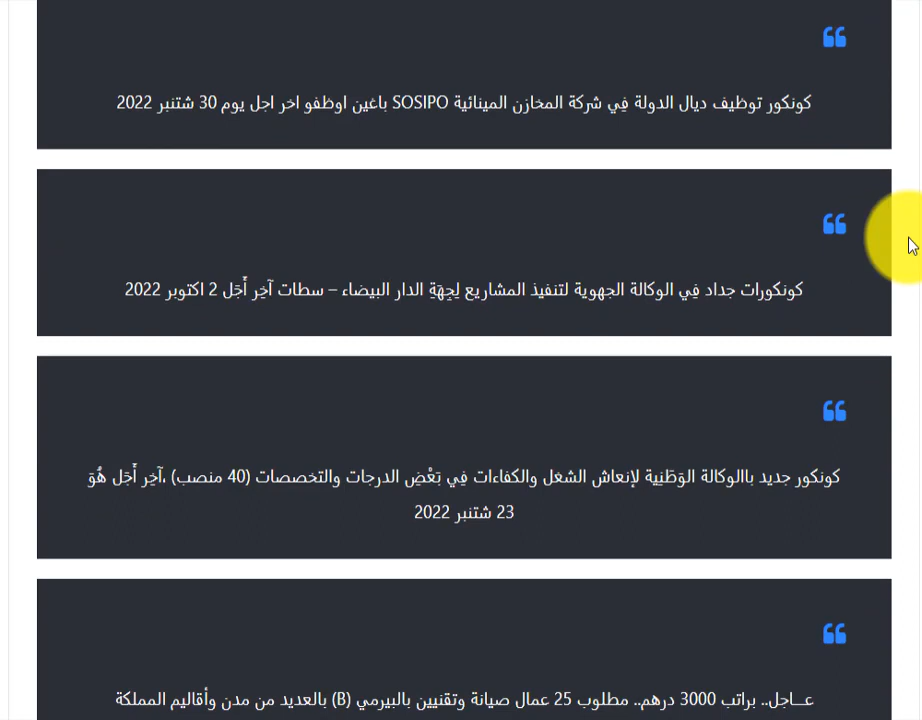 كونكور توظيف ديال الدولة فِي شركة المخازن المينائية SOSIPO باغين اوظفو اخر اجل يوم 30 شتنبر 2022
كونكورات جداد فِي الوكالة الجهوية لتنفيذ المشاريع لِجِهَةِ الدار البيضاء – سطات آخِر أَجَل 2 اكتوبر 2022
كونكور جديد باالوكالة الوَطَنِية لإنعاش الشغل والكفاءات فِي بَعْضِ الدرجات والتخصصات (40 منصب) ،آخِر أَجَل هُوَ
23 شتنبر 2022
عـــاجل.. براتب 3000 درهم.. مطلوب 25 عمال صيانة وتقنيين بالبيرمي (B) بالعديد من مدن وأقاليم المملكة